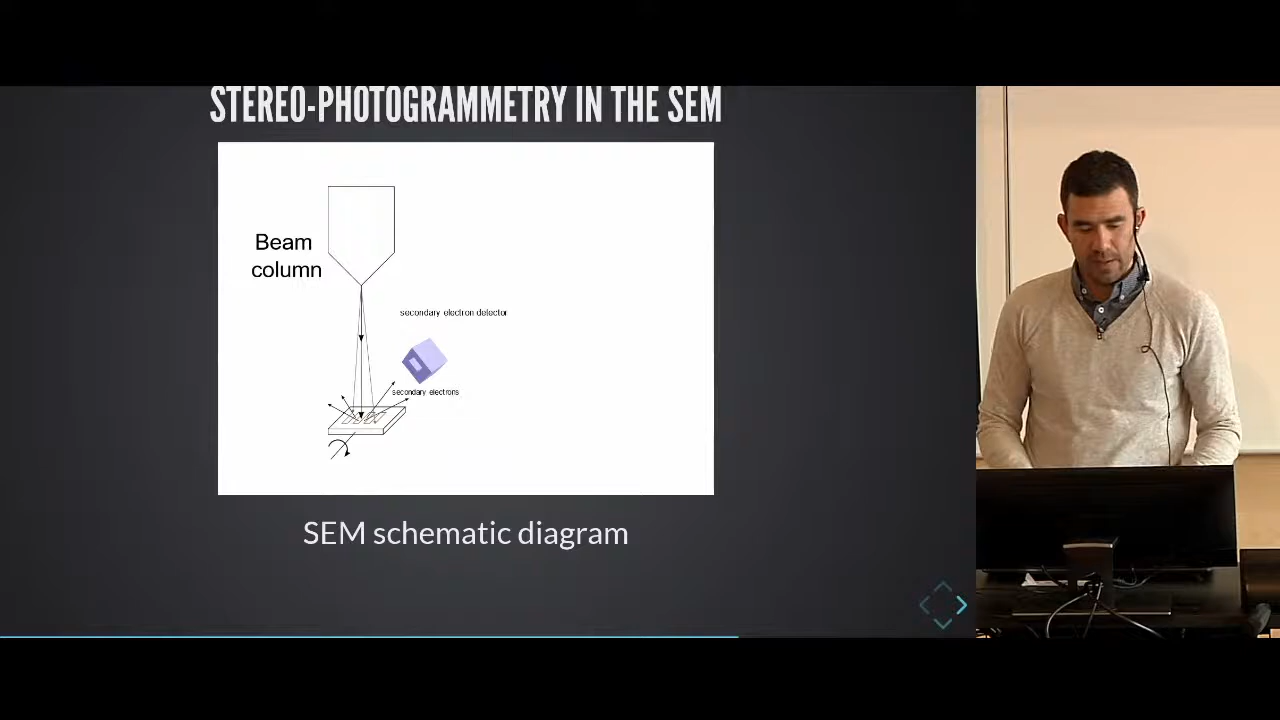 STEREO-PHOTOGRAMMETRY IN THE SEM
Beam
column
secondary electron detector
secondary electrons
SEM schematic diagram